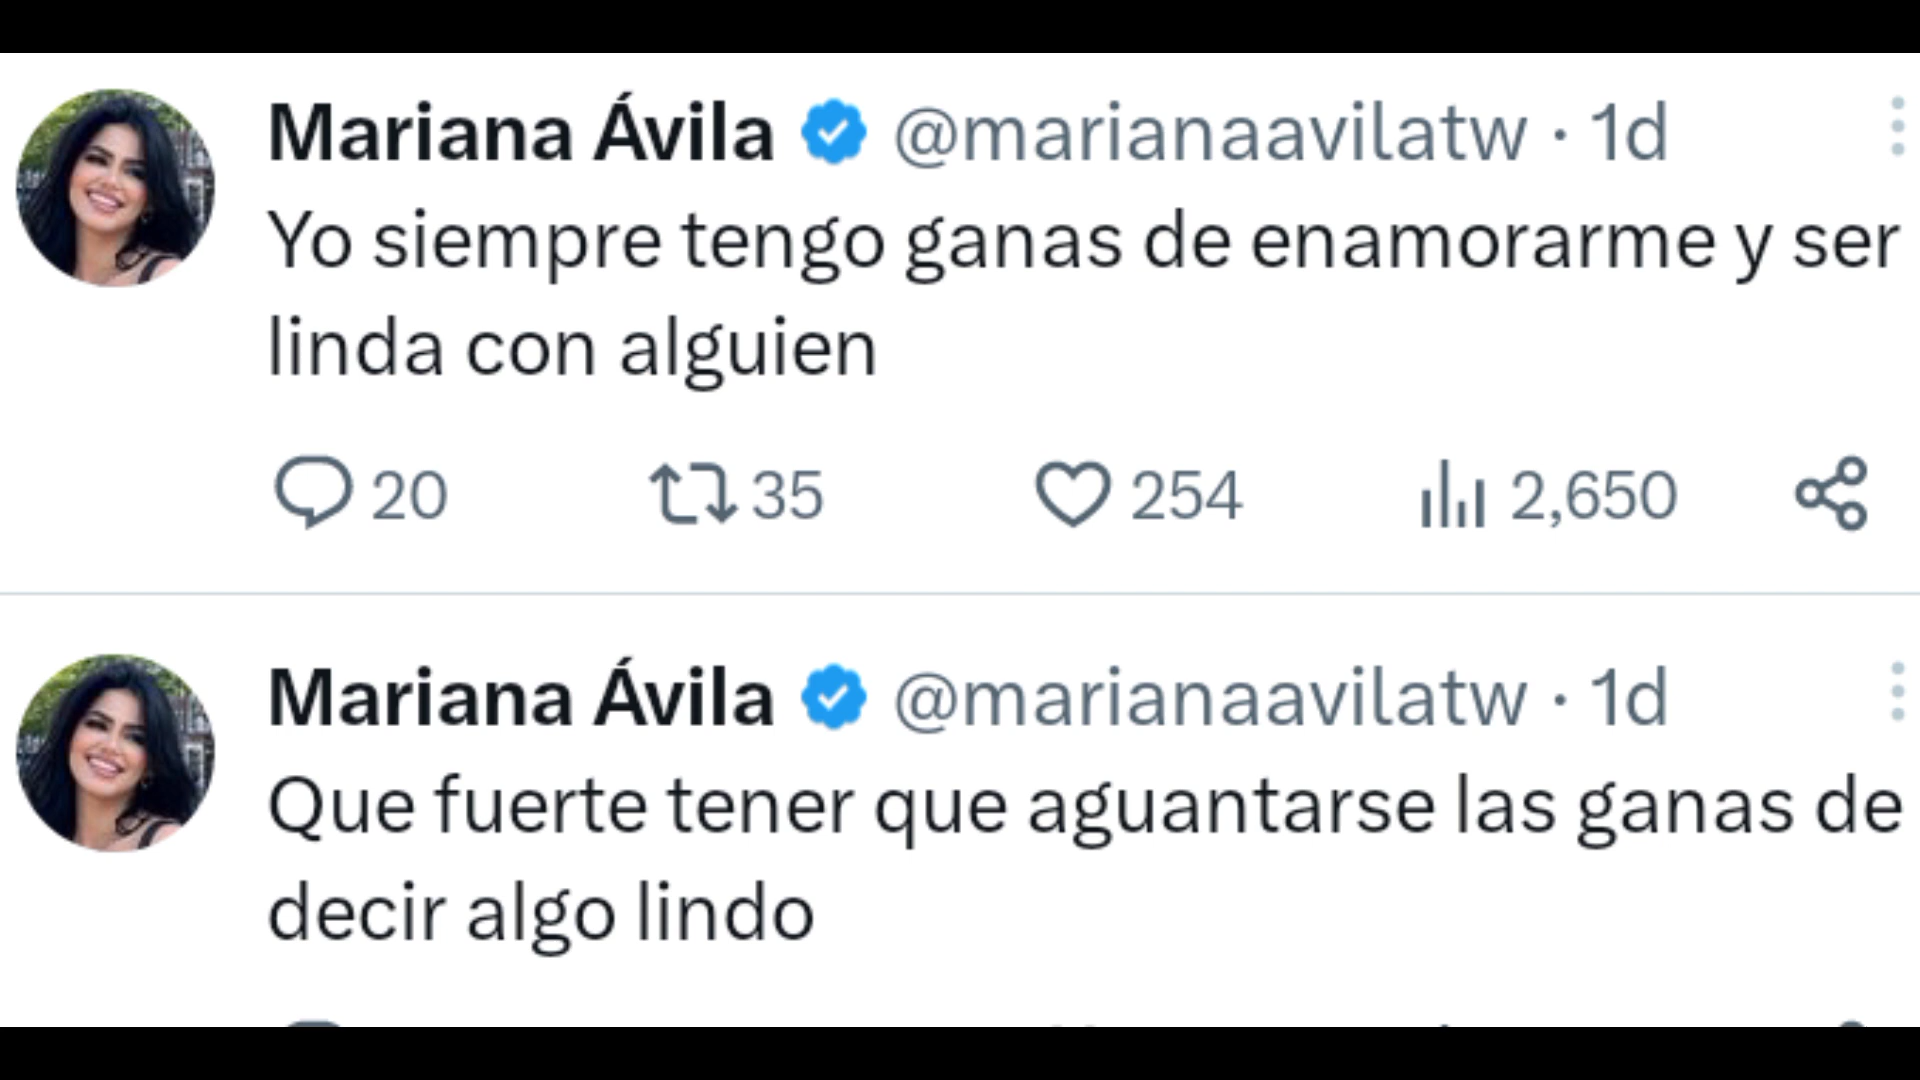 Mariana Ávila @marianaavilatw · 1d
Yo siempre tengo ganas de enamorarme y ser
linda con alguien
20 35 254 2,650
Mariana Ávila @marianaavilatw · 1d
Que fuerte tener que aguantarse las ganas de
decir algo lindo